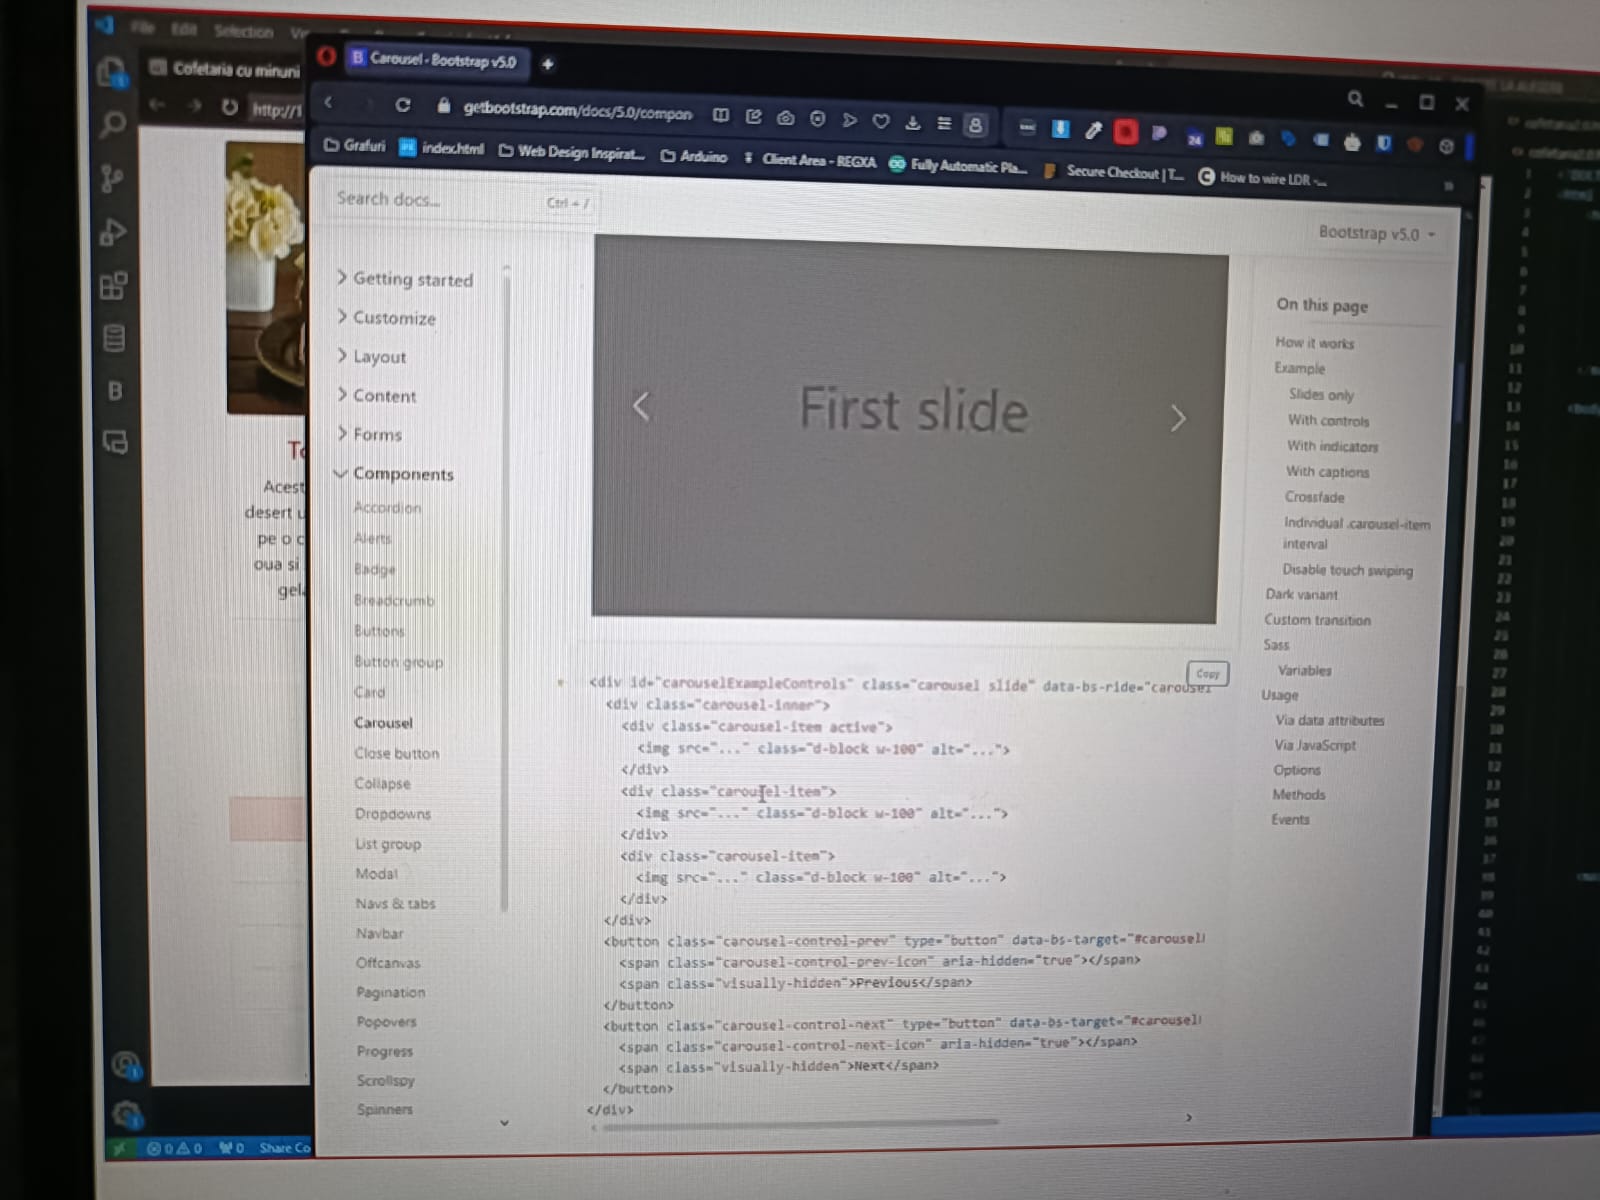 File Edit Selection
Cofetaria cu minuni
http://1
Carousel - Bootstrap v5.0
getbootstrap.com/docs/5.0/compon
24
Grafuri
index.html
Web Design Inspirat...
Arduino
Client Area - REGXA
Fully Automatic Pla...
Secure Checkout | T...
How to wire LDR -...
Search docs...
Ctrl + /
Bootstrap v5.0
Getting started
Customize
Layout
Content
Forms
Components
Accordion
Alerts
Badge
Breadcrumb
Buttons
Button group
Card
Carousel
Close button
Collapse
Dropdowns
List group
Modal
Navs & tabs
Navbar
Offcanvas
Pagination
Popovers
Progress
Scrollspy
Spinners
First slide
Copy
<div id="carouselExampleControls" class="carousel slide" data-bs-ride="carousel
<div class="carousel-inner">
<div class="carousel-item active">
<img src="..." class="d-block w-100" alt="...">
</div>
<div class="carousel-item">
<img src="..." class="d-block w-100" alt="...">
</div>
<div class="carousel-item">
<img src="..." class="d-block w-100" alt="...">
</div>
</div>
<button class="carousel-control-prev" type="button" data-bs-target="#carousel
<span class="carousel-control-prev-icon" aria-hidden="true"></span>
<span class="visually-hidden">Previous</span>
</button>
<button class="carousel-control-next" type="button" data-bs-target="#carousel
<span class="carousel-control-next-icon" aria-hidden="true"></span>
<span class="visually-hidden">Next</span>
</button>
</div>
On this page
How it works
Example
Slides only
With controls
With indicators
With captions
Crossfade
Individual .carousel-item
interval
Disable touch swiping
Dark variant
Custom transition
Sass
Variables
Usage
Via data attributes
Via JavaScript
Options
Methods
Events
Acest
desert u
pe o c
oua si
gela
0 0 0 Share Co